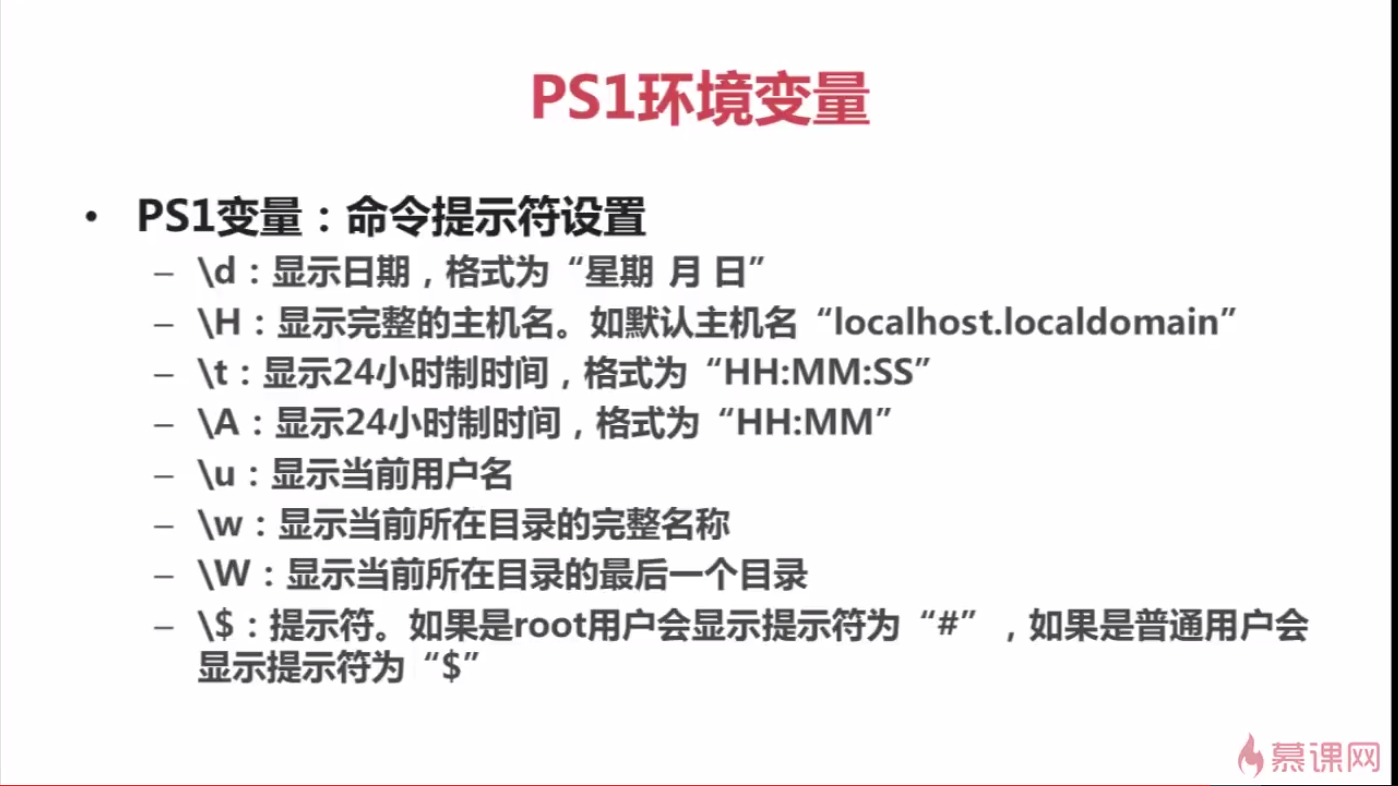 PS1环境变量
• PS1变量：命令提示符设置
– \d：显示日期，格式为“星期 月 日”
– \H：显示完整的主机名。如默认主机名“localhost.localdomain”
– \t：显示24小时制时间，格式为“HH:MM:SS”
– \A：显示24小时制时间，格式为“HH:MM”
– \u：显示当前用户名
– \w：显示当前所在目录的完整名称
– \W：显示当前所在目录的最后一个目录
– \$：提示符。如果是root用户会显示提示符为“#”，如果是普通用户会
显示提示符为“$”
慕课网